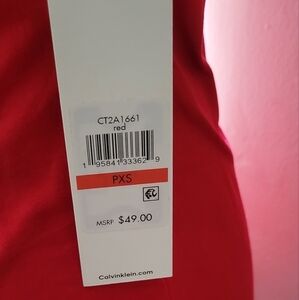 CT2A1661
red
1 95841 33362 9
PXS
MSRP $49.00
Calvinklein.com